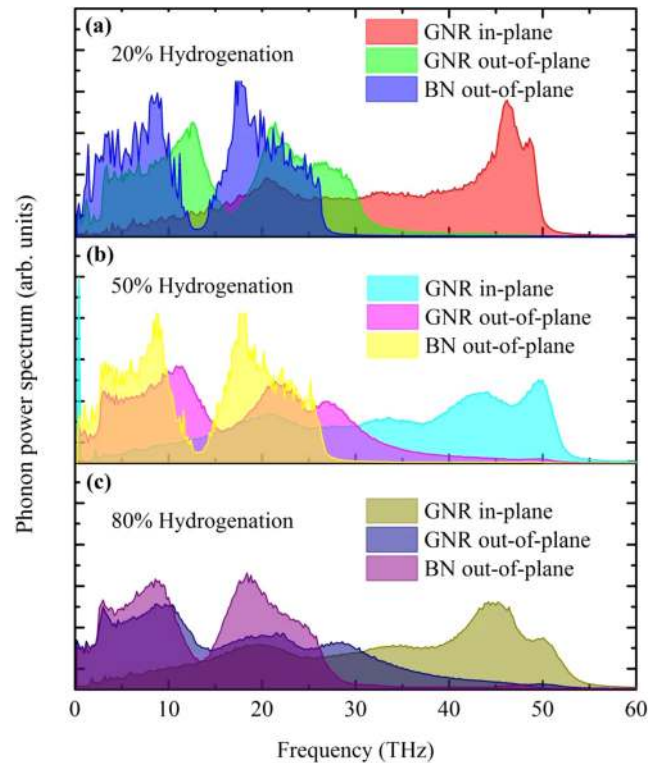 (a)
20% Hydrogenation
GNR in-plane
GNR out-of-plane
BN out-of-plane
(b)
50% Hydrogenation
GNR in-plane
GNR out-of-plane
BN out-of-plane
(c)
80% Hydrogenation
GNR in-plane
GNR out-of-plane
BN out-of-plane
Phonon power spectrum (arb. units)
0 10 20 30 40 50 60
Frequency (THz)